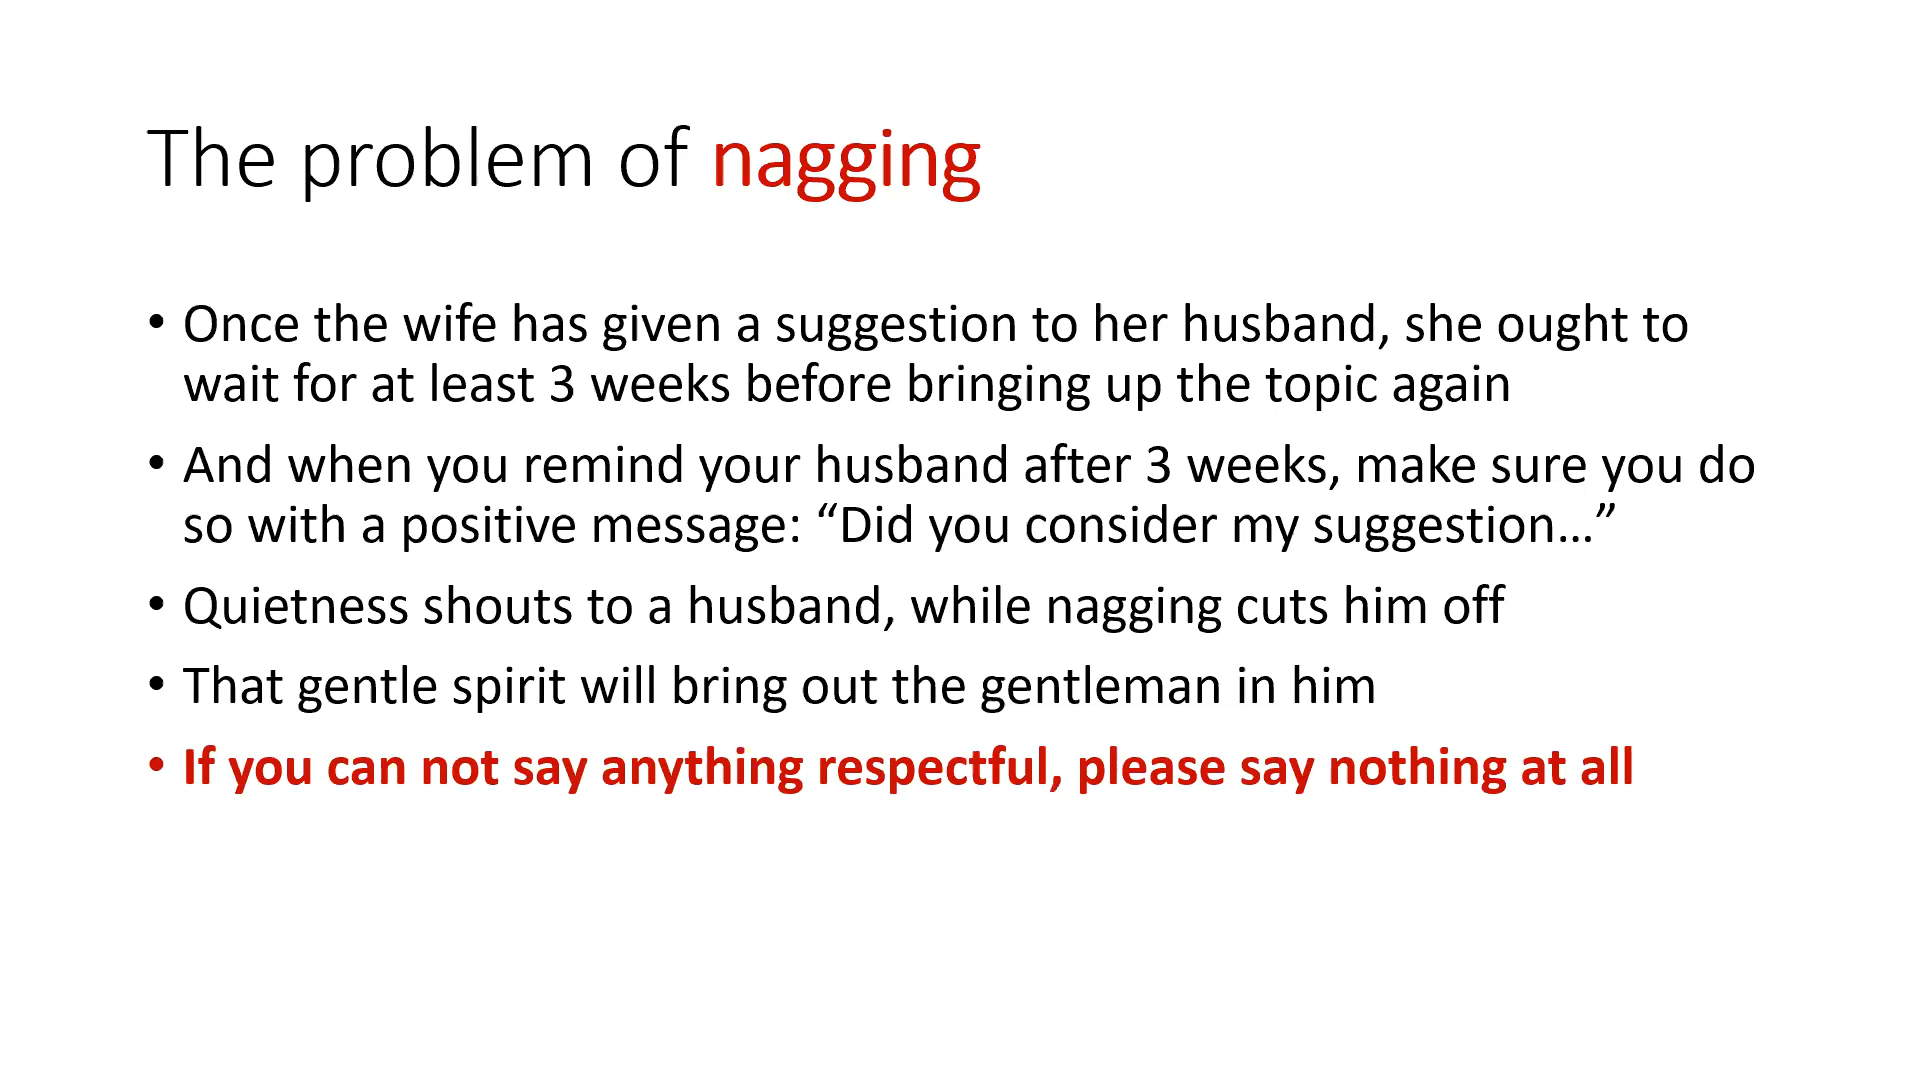 The problem of nagging
• Once the wife has given a suggestion to her husband, she ought to
wait for at least 3 weeks before bringing up the topic again
• And when you remind your husband after 3 weeks, make sure you do
so with a positive message: “Did you consider my suggestion…”
• Quietness shouts to a husband, while nagging cuts him off
• That gentle spirit will bring out the gentleman in him
• If you can not say anything respectful, please say nothing at all